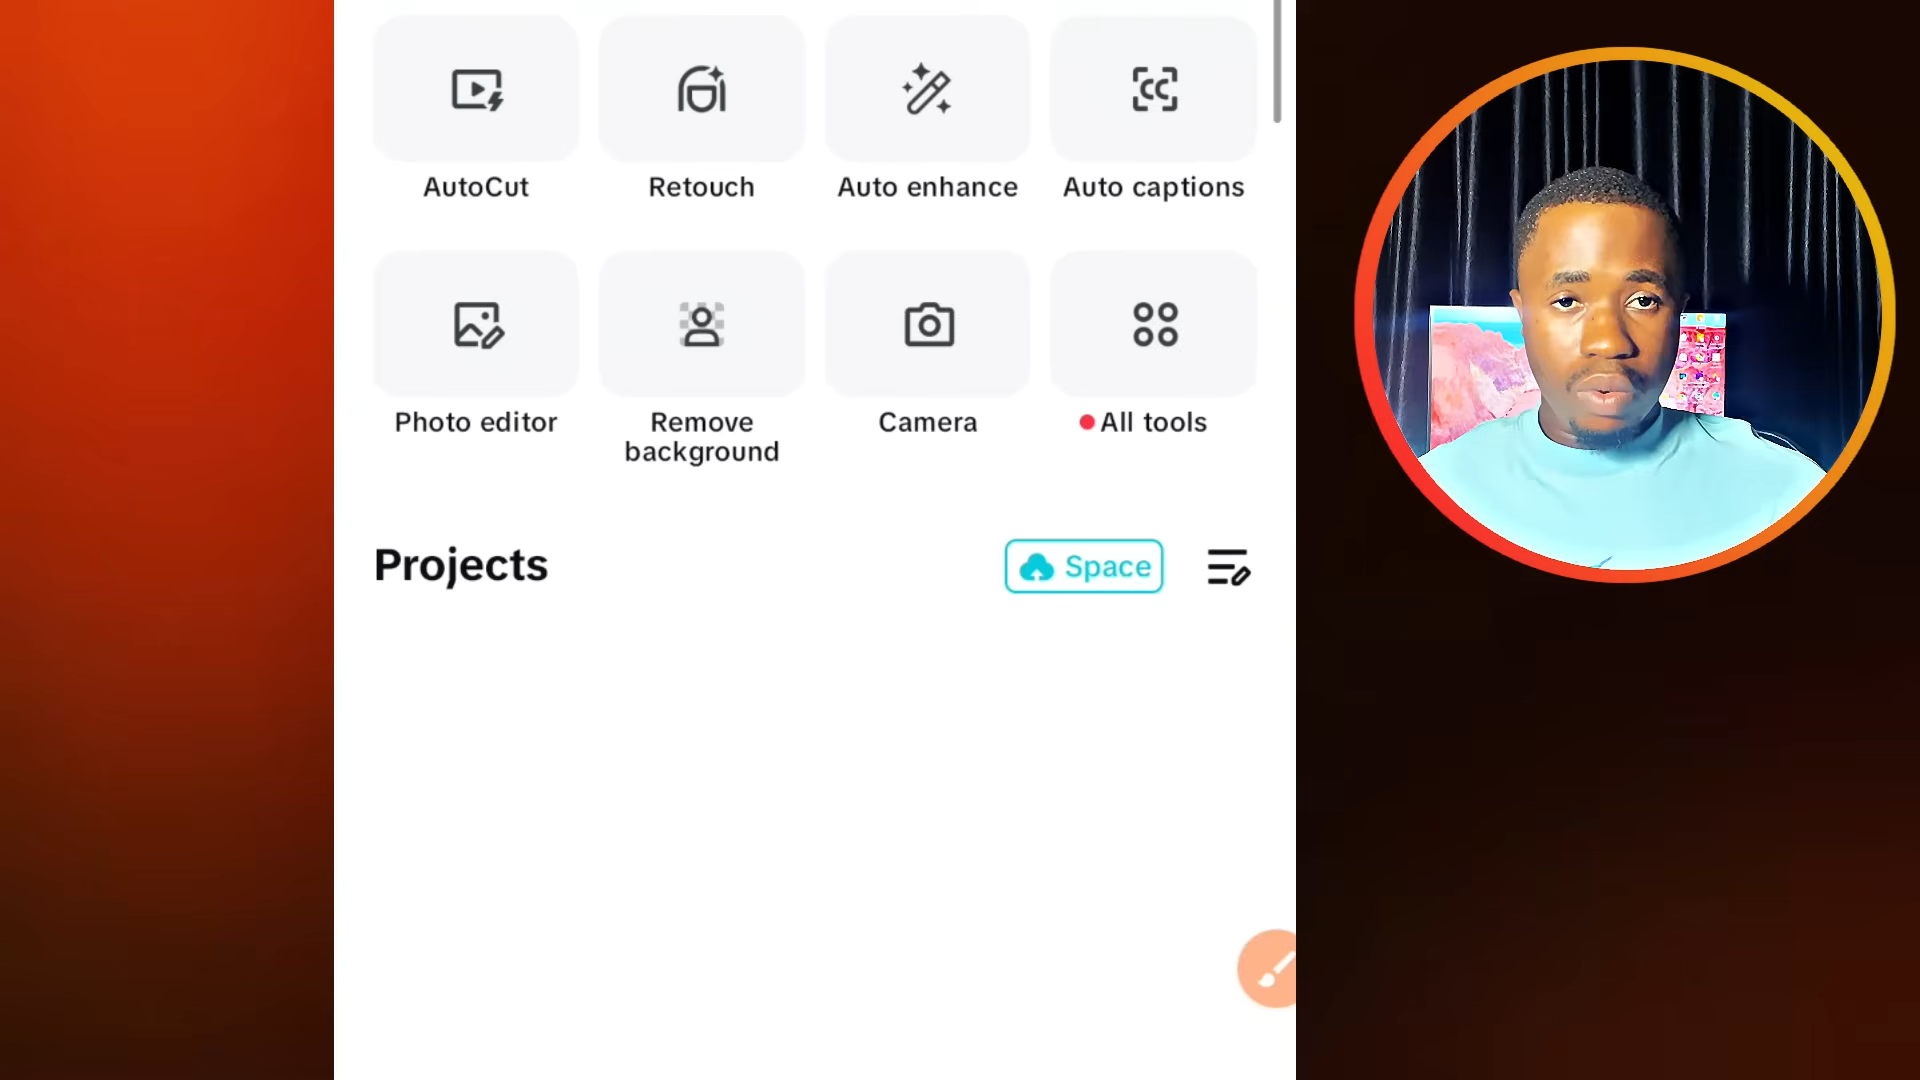 AutoCut
Retouch
Auto enhance
Auto captions
Photo editor
Remove
background
Camera
All tools
Projects
Space